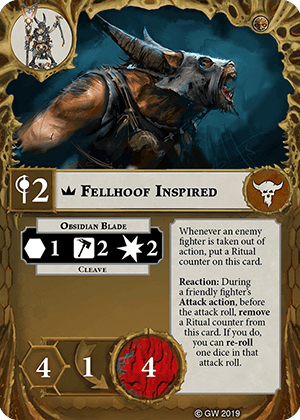 2
Fellhoof Inspired
Obsidian Blade
1 2 2
Cleave
Whenever an enemy
fighter is taken out of
action, put a Ritual
counter on this card.
Reaction: During
a friendly fighter's
Attack action, before
the attack roll, remove
a Ritual counter from
this card. If you do,
you can re-roll
one dice in that
attack roll.
4 1 4
© GW 2019